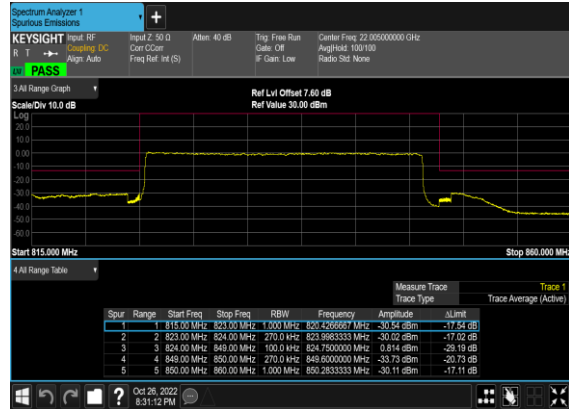 Spectrum Analyzer 1
Spurious Emissions
KEYSIGHT Input: RF Input Z: 50 Ω Atten: 40 dB Trig: Free Run Center Freq: 22.005000000 GHz
R T Coupling: DC Corr CCorr Gate: Off Avg|Hold: 100/100
Align: Auto Freq Ref: Int (S) IF Gain: Low Radio Std: None
PASS
3 All Range Graph
Ref Lvl Offset 7.60 dB
Scale/Div 10.0 dB Ref Value 30.00 dBm
Log
20.0
10.0
0.00
-10.0
-20.0
-30.0
-40.0
-50.0
-60.0
Start 815.000 MHz Stop 860.000 MHz
4 All Range Table
Measure Trace Trace 1
Trace Type Trace Average (Active)
Spur Range Start Freq Stop Freq RBW Frequency Amplitude ΔLimit
1 1 815.00 MHz 823.00 MHz 1.000 MHz 820.4266667 MHz -30.54 dBm -17.54 dB
2 2 823.00 MHz 824.00 MHz 270.0 kHz 823.9983333 MHz -30.02 dBm -17.02 dB
3 3 824.00 MHz 849.00 MHz 100.0 kHz 824.7500000 MHz 0.814 dBm -29.19 dB
4 4 849.00 MHz 850.00 MHz 270.0 kHz 849.6000000 MHz -33.73 dBm -20.73 dB
5 5 850.00 MHz 860.00 MHz 1.000 MHz 850.2833333 MHz -30.11 dBm -17.11 dB
Oct 26, 2022
8:31:12 PM